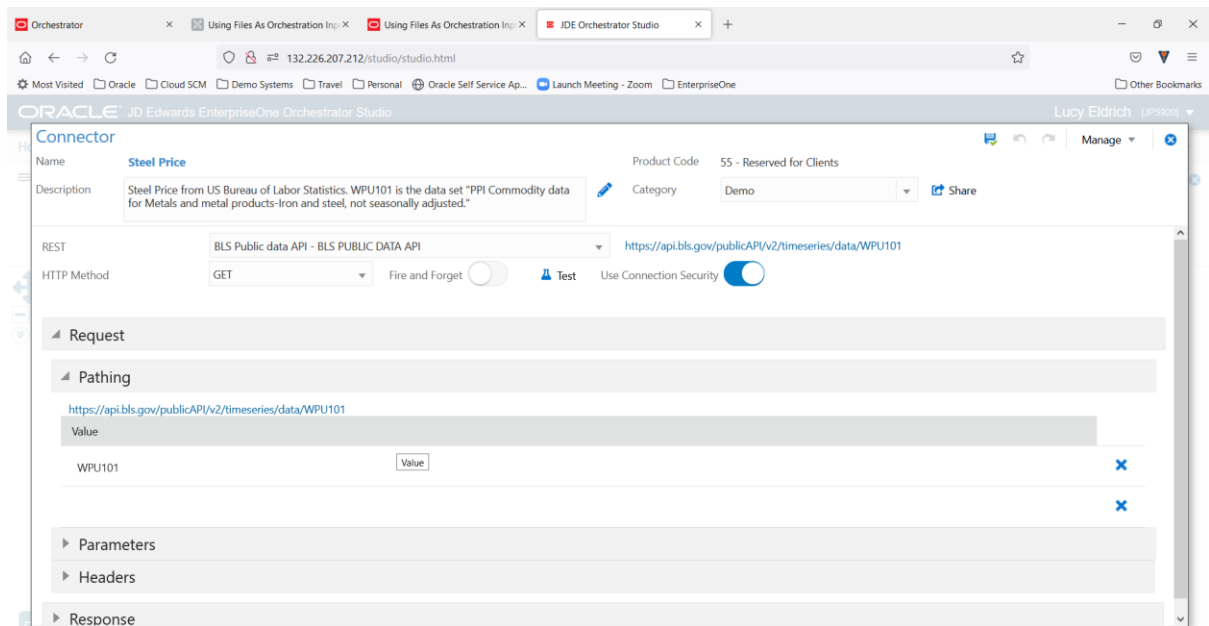 Orchestrator
Using Files As Orchestration Inp
Using Files As Orchestration Inp
JDE Orchestrator Studio
132.226.207.212/studio/studio.html
Most Visited Oracle Cloud SCM Demo Systems Travel Personal Oracle Self Service Ap... Launch Meeting - Zoom EnterpriseOne Other Bookmarks
ORACLE JD Edwards EnterpriseOne Orchestrator Studio Lucy Eldrich [JPS920]
Connector Manage
Name Steel Price Product Code 55 - Reserved for Clients
Description Steel Price from US Bureau of Labor Statistics. WPU101 is the data set "PPI Commodity data
for Metals and metal products-Iron and steel, not seasonally adjusted."
Category Demo Share
REST BLS Public data API - BLS PUBLIC DATA API https://api.bls.gov/publicAPI/v2/timeseries/data/WPU101
HTTP Method GET Fire and Forget Test Use Connection Security
Request
Pathing
https://api.bls.gov/publicAPI/v2/timeseries/data/WPU101
Value
WPU101 Value
Parameters
Headers
Response